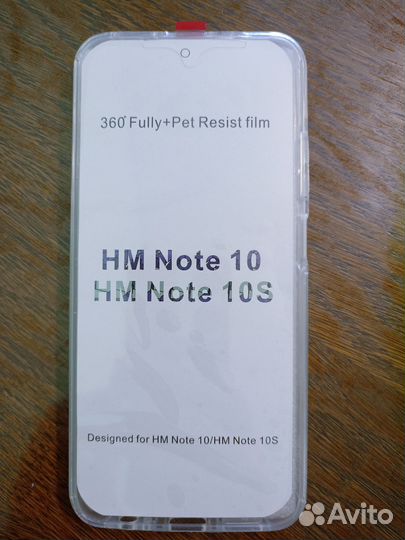 360° Fully+Pet Resist film
HM Note 10
HM Note 10S
Designed for HM Note 10/HM Note 10S
Avito